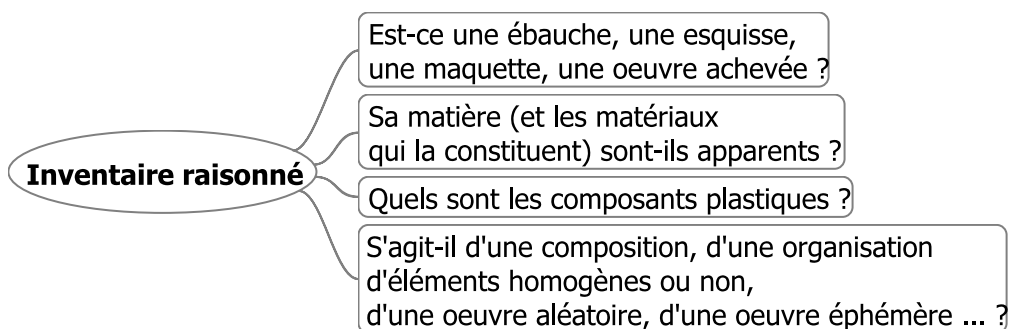 Est-ce une ébauche, une esquisse,
une maquette, une oeuvre achevée ?
Sa matière (et les matériaux
qui la constituent) sont-ils apparents ?
Inventaire raisonné
Quels sont les composants plastiques ?
S'agit-il d'une composition, d'une organisation
d'éléments homogènes ou non,
d'une oeuvre aléatoire, d'une oeuvre éphémère ... ?